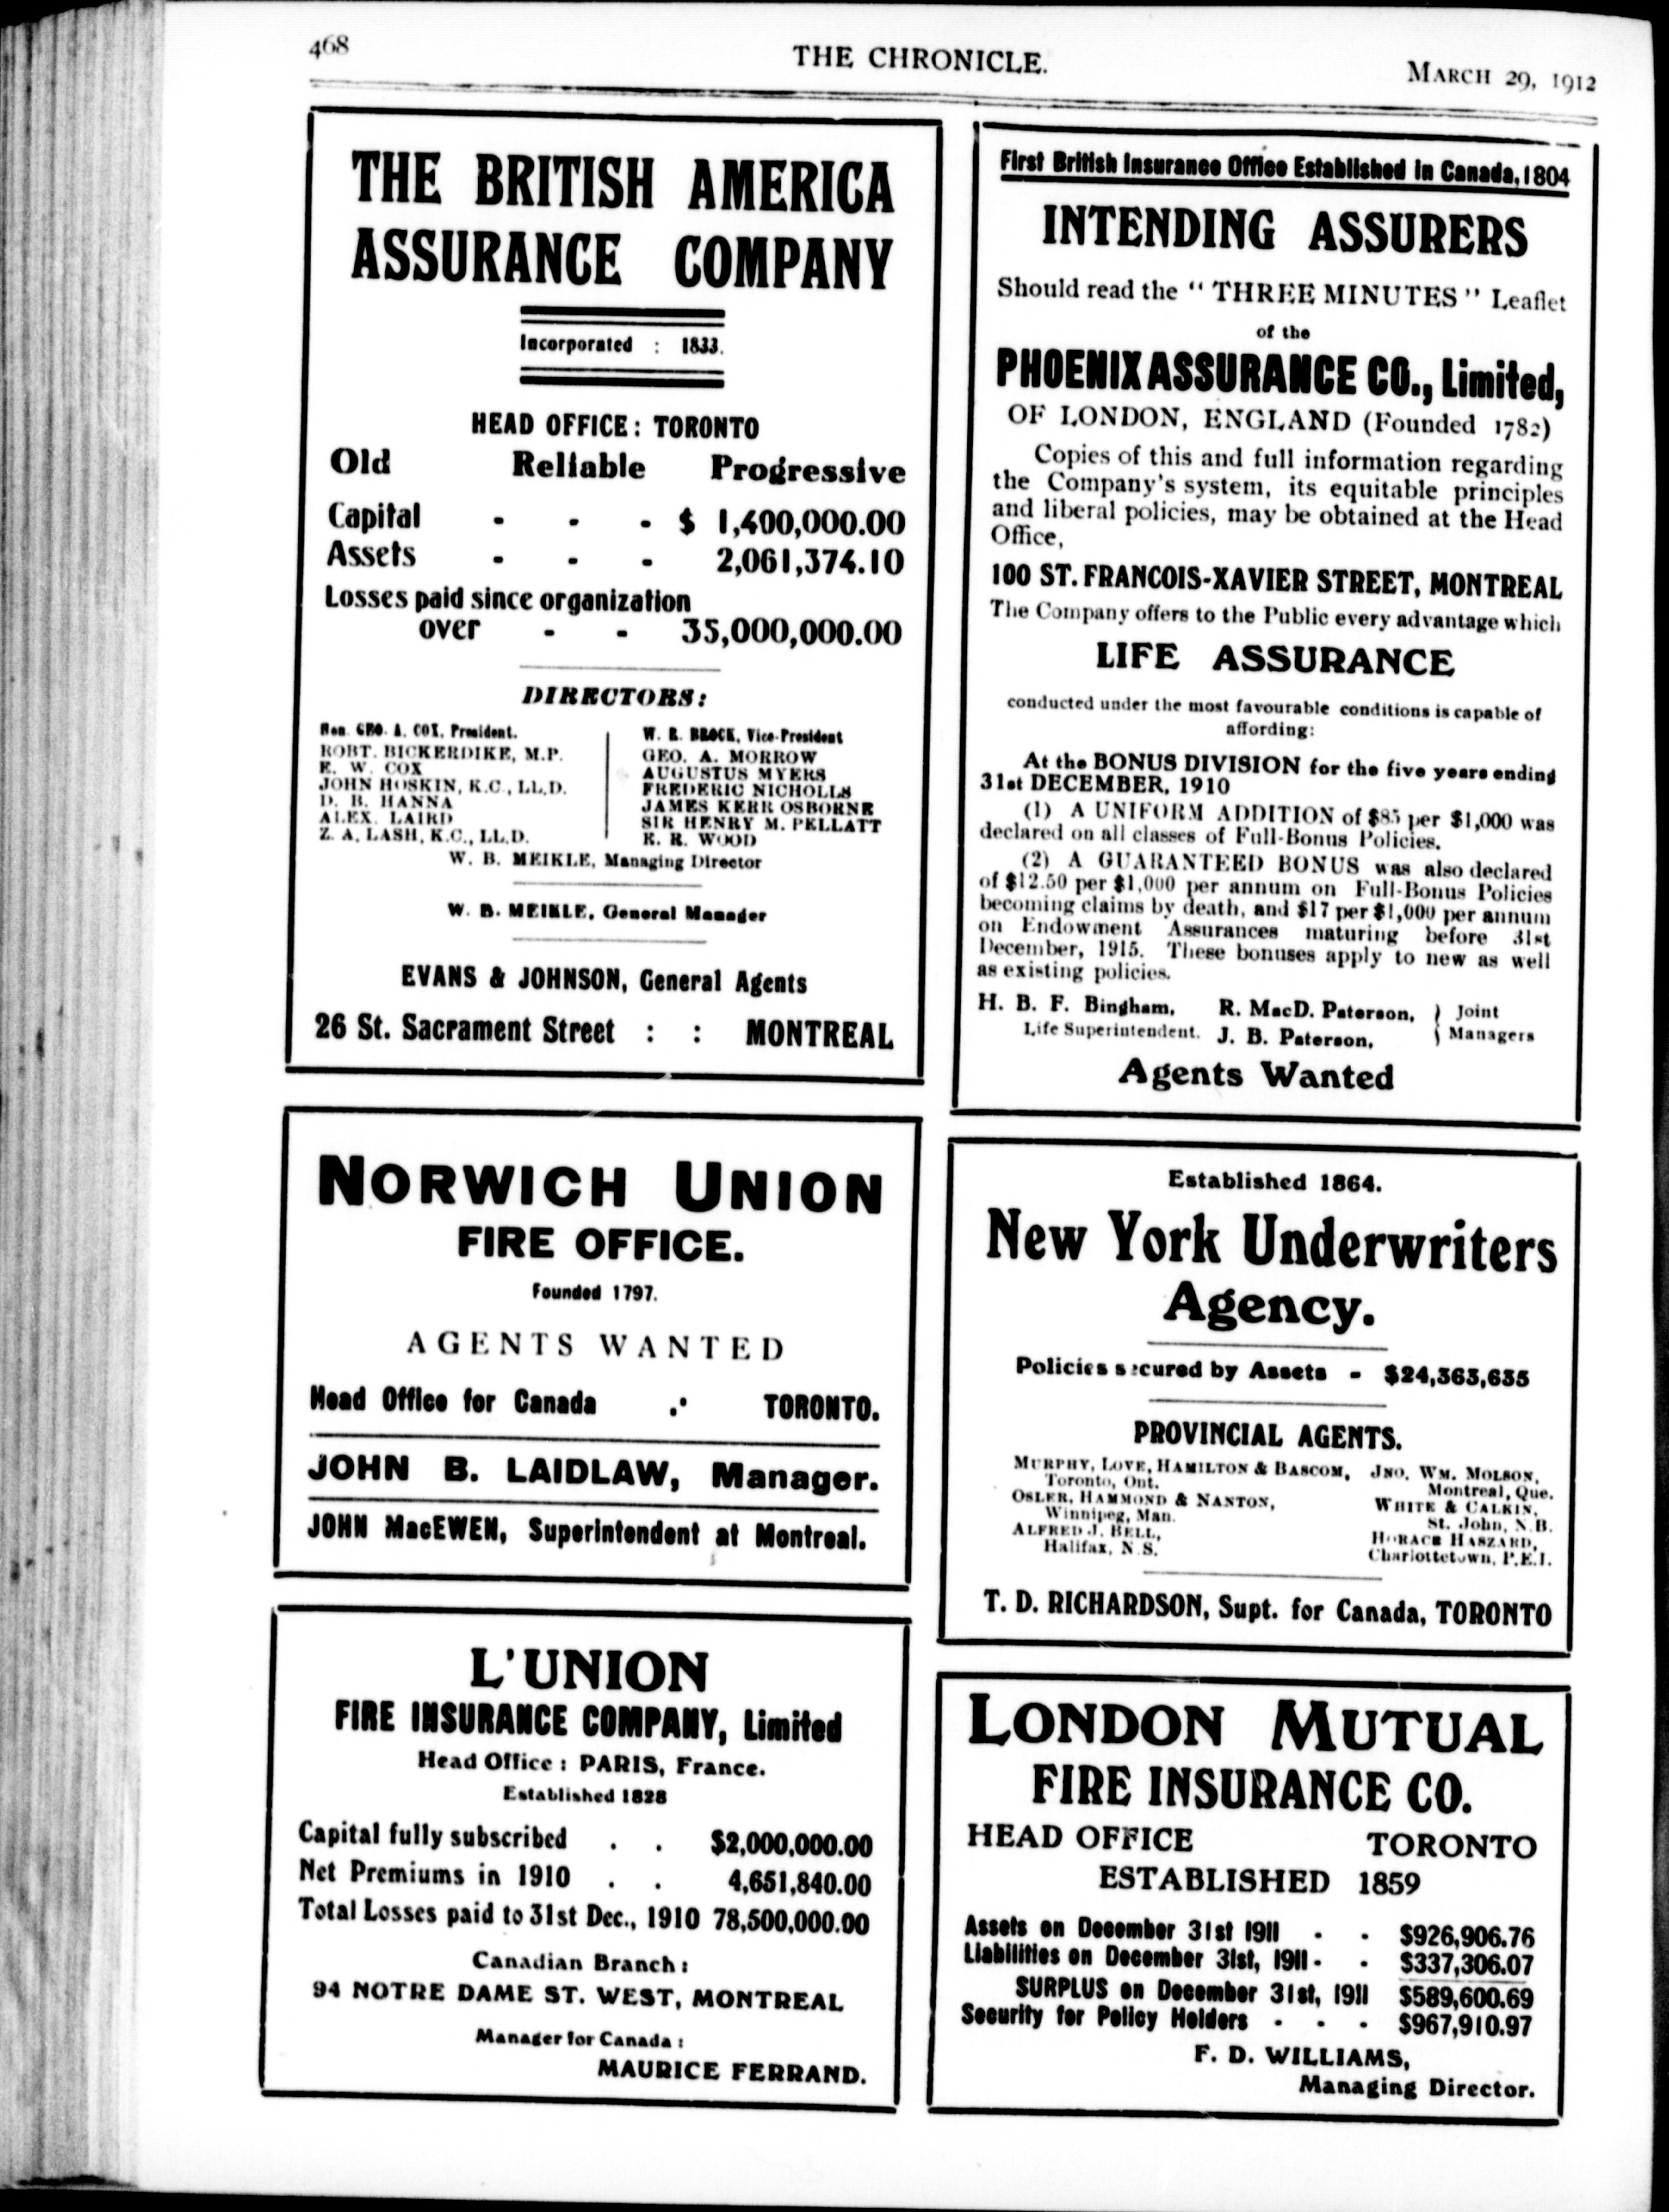 468
THE CHRONICLE.
MARCH 29, 1912
THE BRITISH AMERICA
ASSURANCE COMPANY
Incorporated : 1833.
HEAD OFFICE: TORONTO
Old Reliable Progressive
Capital - - - $ 1,400,000.00
Assets - - - 2,061,374.10
Losses paid since organization
over - - 35,000,000.00
DIRECTORS:
Hon. GEO. A. COX, President.
ROBT. BICKERDIKE, M.P.
E. W. COX
JOHN HOSKIN, K.C., LL.D.
D. B. HANNA
ALEX. LAIRD
Z. A. LASH, K.C., LL.D.
W. R. BROCK, Vice-President
GEO. A. MORROW
AUGUSTUS MYERS
FREDERIC NICHOLLS
JAMES KERR OSBORNE
SIR HENRY M. PELLATT
E. R. WOOD
W. B. MEIKLE, Managing Director
W. B. MEIKLE, General Manager
EVANS & JOHNSON, General Agents
26 St. Sacrament Street : : MONTREAL
NORWICH UNION
FIRE OFFICE.
Founded 1797.
AGENTS WANTED
Head Office for Canada .· TORONTO.
JOHN B. LAIDLAW, Manager.
JOHN MacEWEN, Superintendent at Montreal.
L'UNION
FIRE INSURANCE COMPANY, Limited
Head Office : PARIS, France.
Established 1828
Capital fully subscribed . . $2,000,000.00
Net Premiums in 1910 . . 4,651,840.00
Total Losses paid to 31st Dec., 1910 78,500,000.00
Canadian Branch :
94 NOTRE DAME ST. WEST, MONTREAL
Manager for Canada :
MAURICE FERRAND.
First British Insurance Office Established in Canada, 1804
INTENDING ASSURERS
Should read the " THREE MINUTES " Leaflet
of the
PHOENIX ASSURANCE CO., Limited,
OF LONDON, ENGLAND (Founded 1782)
Copies of this and full information regarding
the Company's system, its equitable principles
and liberal policies, may be obtained at the Head
Office,
100 ST. FRANCOIS-XAVIER STREET, MONTREAL
The Company offers to the Public every advantage which
LIFE ASSURANCE
conducted under the most favourable conditions is capable of
affording:
At the BONUS DIVISION for the five years ending
31st DECEMBER, 1910
(1) A UNIFORM ADDITION of $85 per $1,000 was
declared on all classes of Full-Bonus Policies.
(2) A GUARANTEED BONUS was also declared
of $12.50 per $1,000 per annum on Full-Bonus Policies
becoming claims by death, and $17 per $1,000 per annum
on Endowment Assurances maturing before 31st
December, 1915. These bonuses apply to new as well
as existing policies.
H. B. F. Bingham, R. MacD. Paterson, } Joint
Life Superintendent. J. B. Paterson, } Managers
Agents Wanted
Established 1864.
New York Underwriters
Agency.
Policies secured by Assets - $24,363,635
PROVINCIAL AGENTS.
MURPHY, LOVE, HAMILTON & BASCOM,
Toronto, Ont.
OSLER, HAMMOND & NANTON,
Winnipeg, Man.
ALFRED J. BELL,
Halifax, N.S.
JNO. WM. MOLSON,
Montreal, Que.
WHITE & CALKIN,
St. John, N.B.
HORACE HASZARD,
Charlottetown, P.E.I.
T. D. RICHARDSON, Supt. for Canada, TORONTO
LONDON MUTUAL
FIRE INSURANCE CO.
HEAD OFFICE TORONTO
ESTABLISHED 1859
Assets on December 31st 1911 - - $926,906.76
Liabilities on December 31st, 1911 - - $337,306.07
SURPLUS on December 31st, 1911 $589,600.69
Security for Policy Holders - - - $967,910.97
F. D. WILLIAMS,
Managing Director.